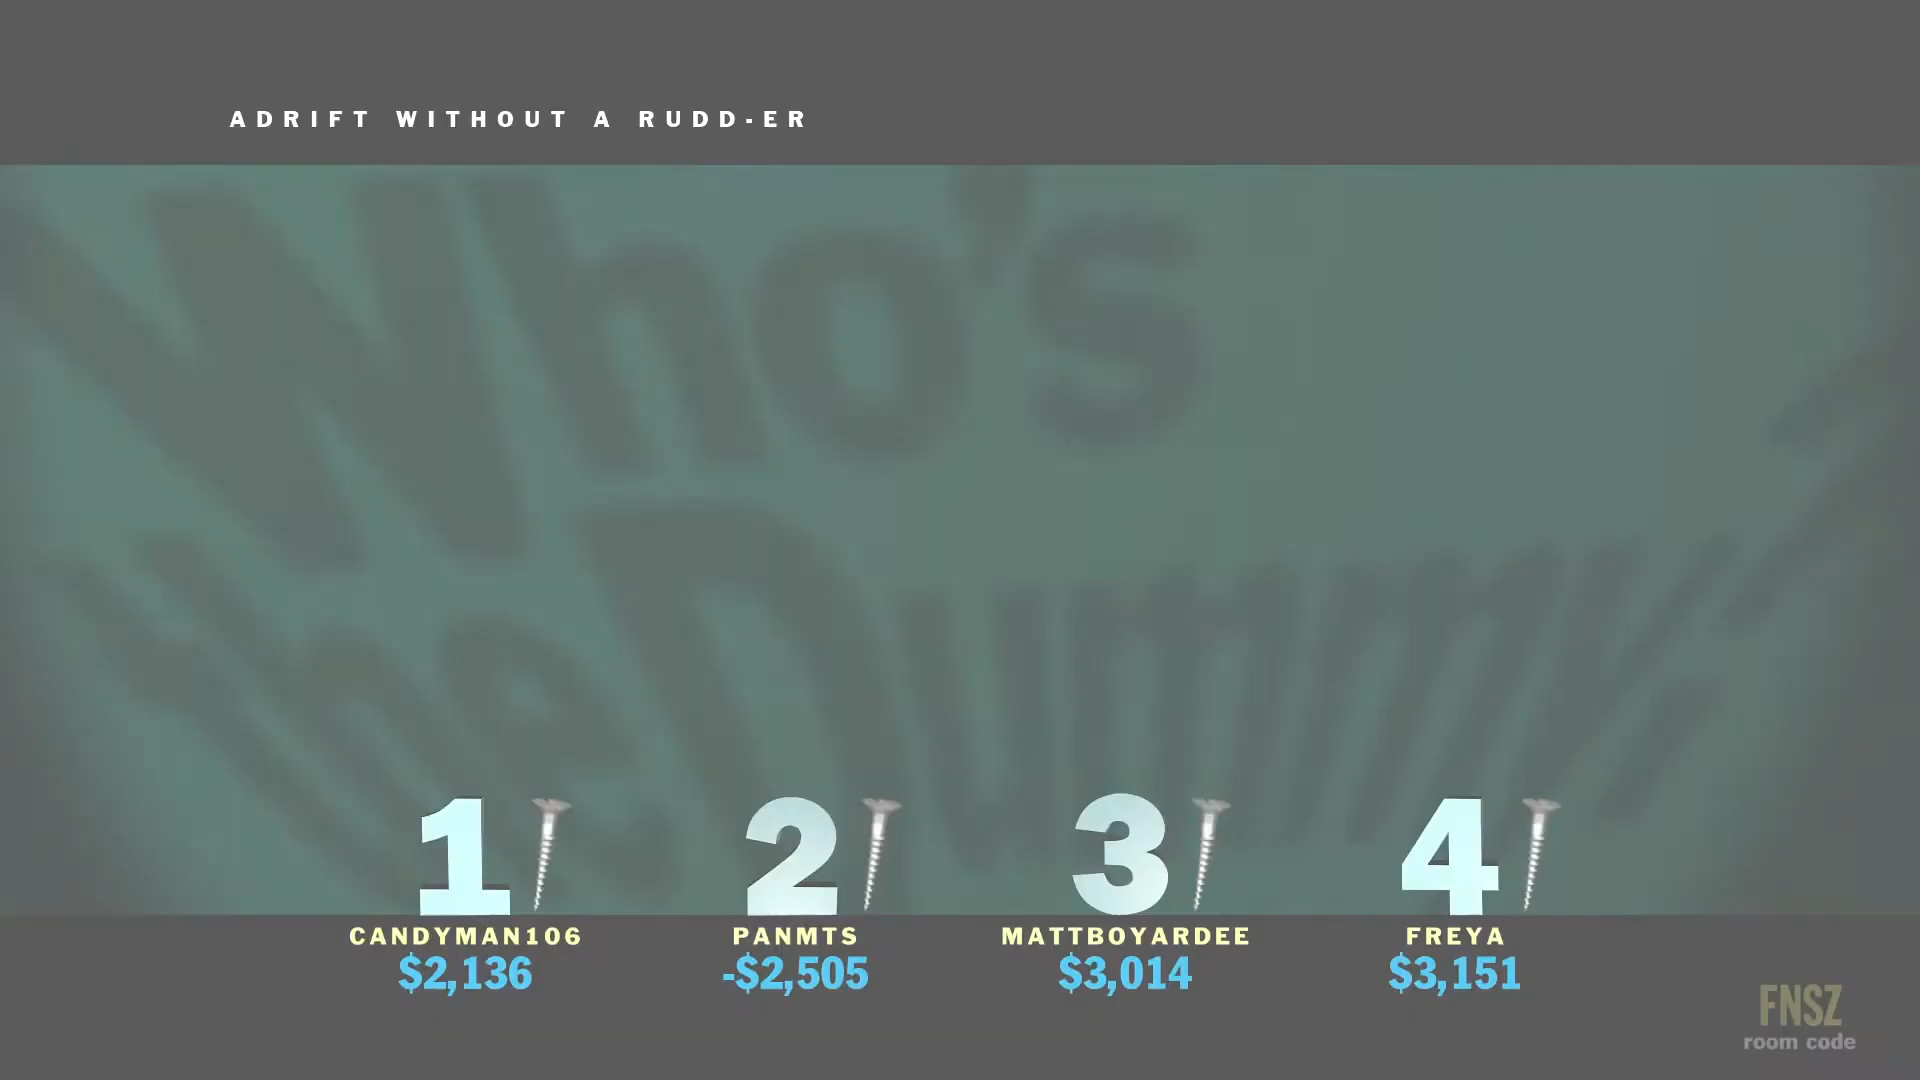 ADRIFT WITHOUT A RUDD-ER
Who's
the Dummy
1 2 3 4
CANDYMAN106 PANMTS MATTBOYARDEE FREYA
$2,136 -$2,505 $3,014 $3,151
FNSZ
room code